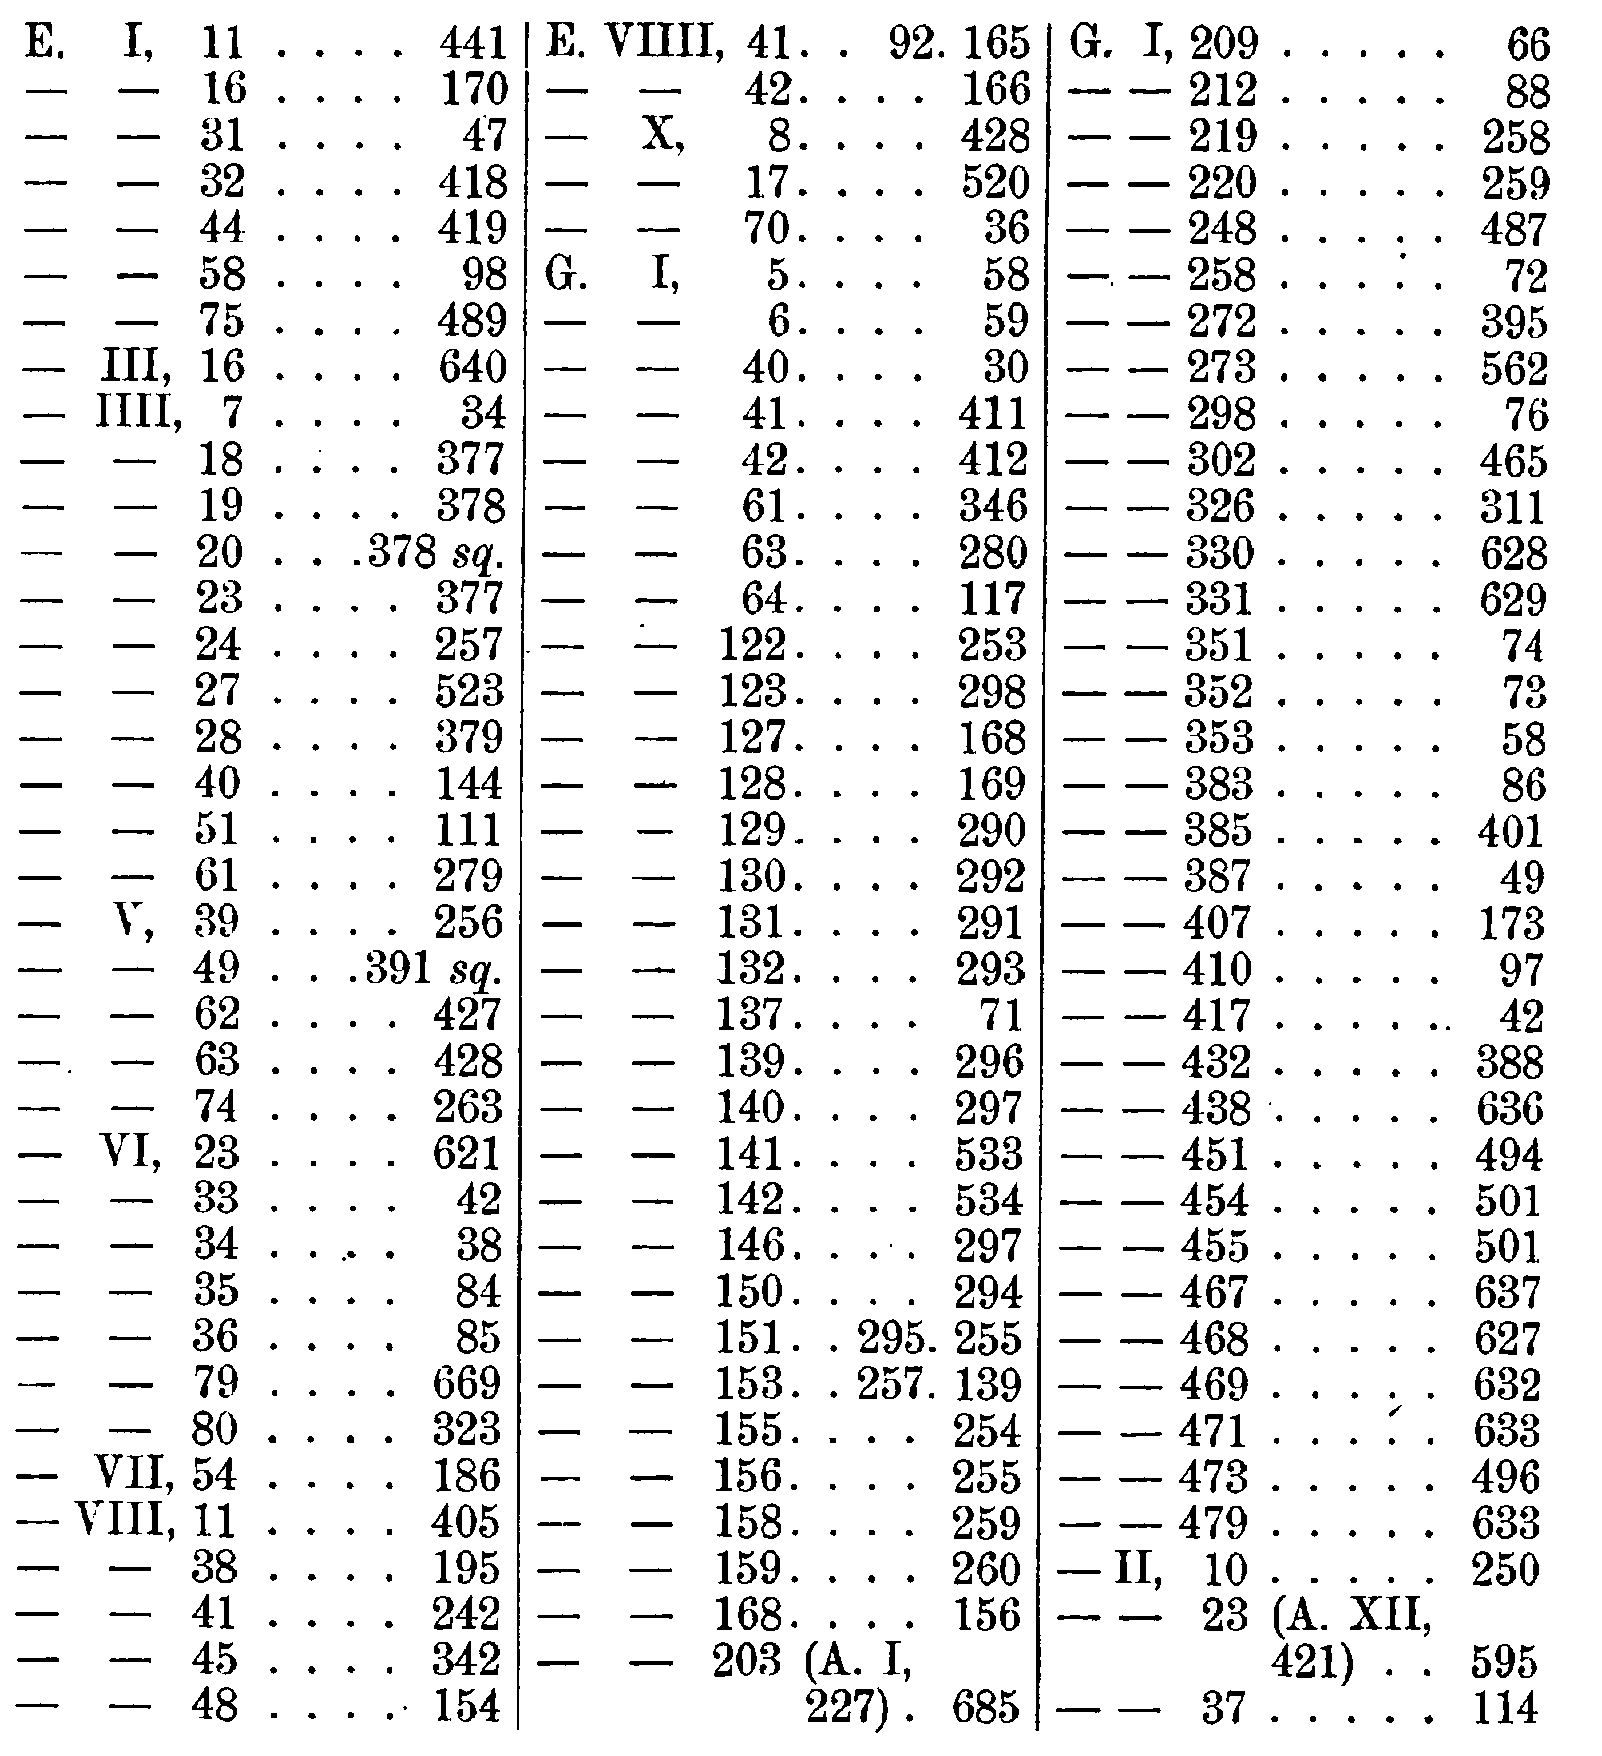 E. I, 11 . . . . 441
— — 16 . . . . 170
— — 31 . . . . 47
— — 32 . . . . 418
— — 44 . . . . 419
— — 58 . . . . 98
— — 75 . . . . 489
— III, 16 . . . . 640
— IIII, 7 . . . . 34
— — 18 . . . . 377
— — 19 . . . . 378
— — 20 . . .378 sq.
— — 23 . . . . 377
— — 24 . . . . 257
— — 27 . . . . 523
— — 28 . . . . 379
— — 40 . . . . 144
— — 51 . . . . 111
— — 61 . . . . 279
— V, 39 . . . . 256
— — 49 . . .391 sq.
— — 62 . . . . 427
— — 63 . . . . 428
— — 74 . . . . 263
— VI, 23 . . . . 621
— — 33 . . . . 42
— — 34 . . . . 38
— — 35 . . . . 84
— — 36 . . . . 85
— — 79 . . . . 669
— — 80 . . . . 323
— VII, 54 . . . . 186
— VIII, 11 . . . . 405
— — 38 . . . . 195
— — 41 . . . . 242
— — 45 . . . . 342
— — 48 . . . . 154
E. VIIII, 41. . 92. 165
— — 42. . . . 166
— X, 8. . . . 428
— — 17. . . . 520
— — 70. . . . 36
G. I, 5. . . . 58
— — 6. . . . 59
— — 40. . . . 30
— — 41. . . . 411
— — 42. . . . 412
— — 61. . . . 346
— — 63. . . . 280
— — 64. . . . 117
— — 122. . . . 253
— — 123. . . . 298
— — 127. . . . 168
— — 128. . . . 169
— — 129. . . . 290
— — 130. . . . 292
— — 131. . . . 291
— — 132. . . . 293
— — 137. . . . 71
— — 139. . . . 296
— — 140. . . . 297
— — 141. . . . 533
— — 142. . . . 534
— — 146. . . . 297
— — 150. . . . 294
— — 151. . 295. 255
— — 153. . 257. 139
— — 155. . . . 254
— — 156. . . . 255
— — 158. . . . 259
— — 159. . . . 260
— — 168. . . . 156
— — 203 (A. I,
227) . 685
G. I, 209 . . . . . 66
— — 212 . . . . . 88
— — 219 . . . . . 258
— — 220 . . . . . 259
— — 248 . . . . . 487
— — 258 . . . . . 72
— — 272 . . . . . 395
— — 273 . . . . . 562
— — 298 . . . . . 76
— — 302 . . . . . 465
— — 326 . . . . . 311
— — 330 . . . . . 628
— — 331 . . . . . 629
— — 351 . . . . . 74
— — 352 . . . . . 73
— — 353 . . . . . 58
— — 383 . . . . . 86
— — 385 . . . . . 401
— — 387 . . . . . 49
— — 407 . . . . . 173
— — 410 . . . . . 97
— — 417 . . . . . 42
— — 432 . . . . . 388
— — 438 . . . . . 636
— — 451 . . . . . 494
— — 454 . . . . . 501
— — 455 . . . . . 501
— — 467 . . . . . 637
— — 468 . . . . . 627
— — 469 . . . . . 632
— — 471 . . . . . 633
— — 473 . . . . . 496
— — 479 . . . . . 633
— II, 10 . . . . . 250
— — 23 (A. XII,
421) . . 595
— — 37 . . . . . 114